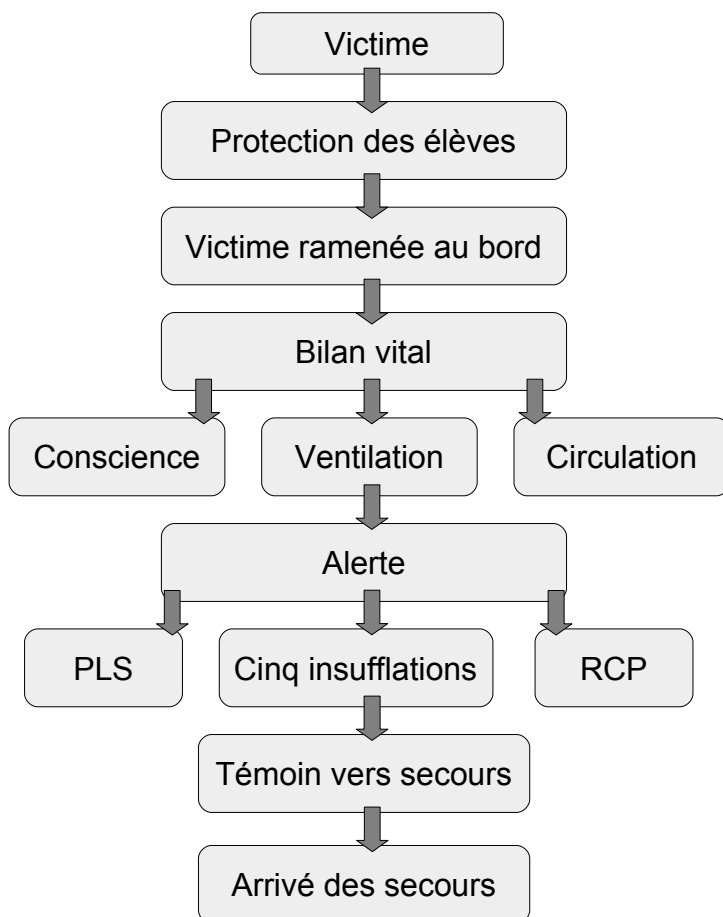 Victime
Protection des élèves
Victime ramenée au bord
Bilan vital
Conscience
Ventilation
Circulation
Alerte
PLS
Cinq insufflations
RCP
Témoin vers secours
Arrivé des secours